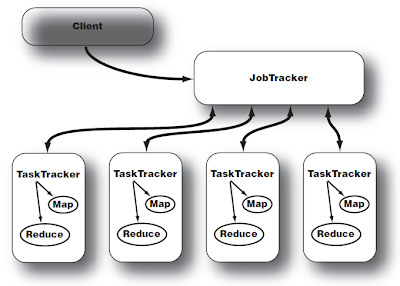 Client
JobTracker
TaskTracker
Map
Reduce
TaskTracker
Map
Reduce
TaskTracker
Map
Reduce
TaskTracker
Map
Reduce